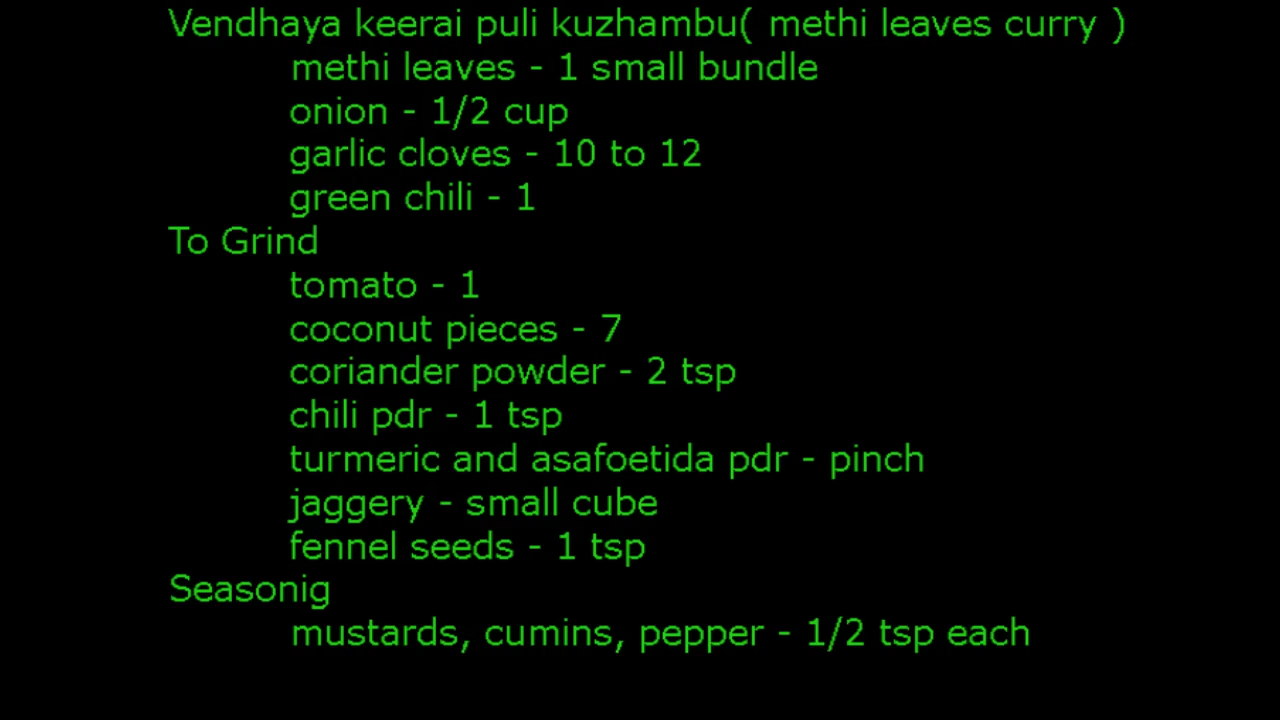 Vendhaya keerai puli kuzhambu( methi leaves curry )
methi leaves - 1 small bundle
onion - 1/2 cup
garlic cloves - 10 to 12
green chili - 1
To Grind
tomato - 1
coconut pieces - 7
coriander powder - 2 tsp
chili pdr - 1 tsp
turmeric and asafoetida pdr - pinch
jaggery - small cube
fennel seeds - 1 tsp
Seasonig
mustards, cumins, pepper - 1/2 tsp each